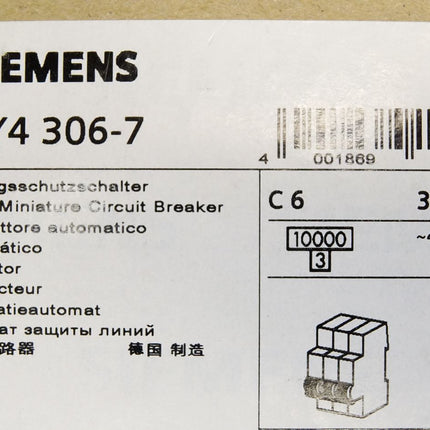 EMENS
Y4 306-7
4 001869
gsschutzschalter
Miniature Circuit Breaker
ttore automatico
ático
tor
cteur
atieautomat
ат защиты линий
路器 德国 制造
C 6 3
10000
3